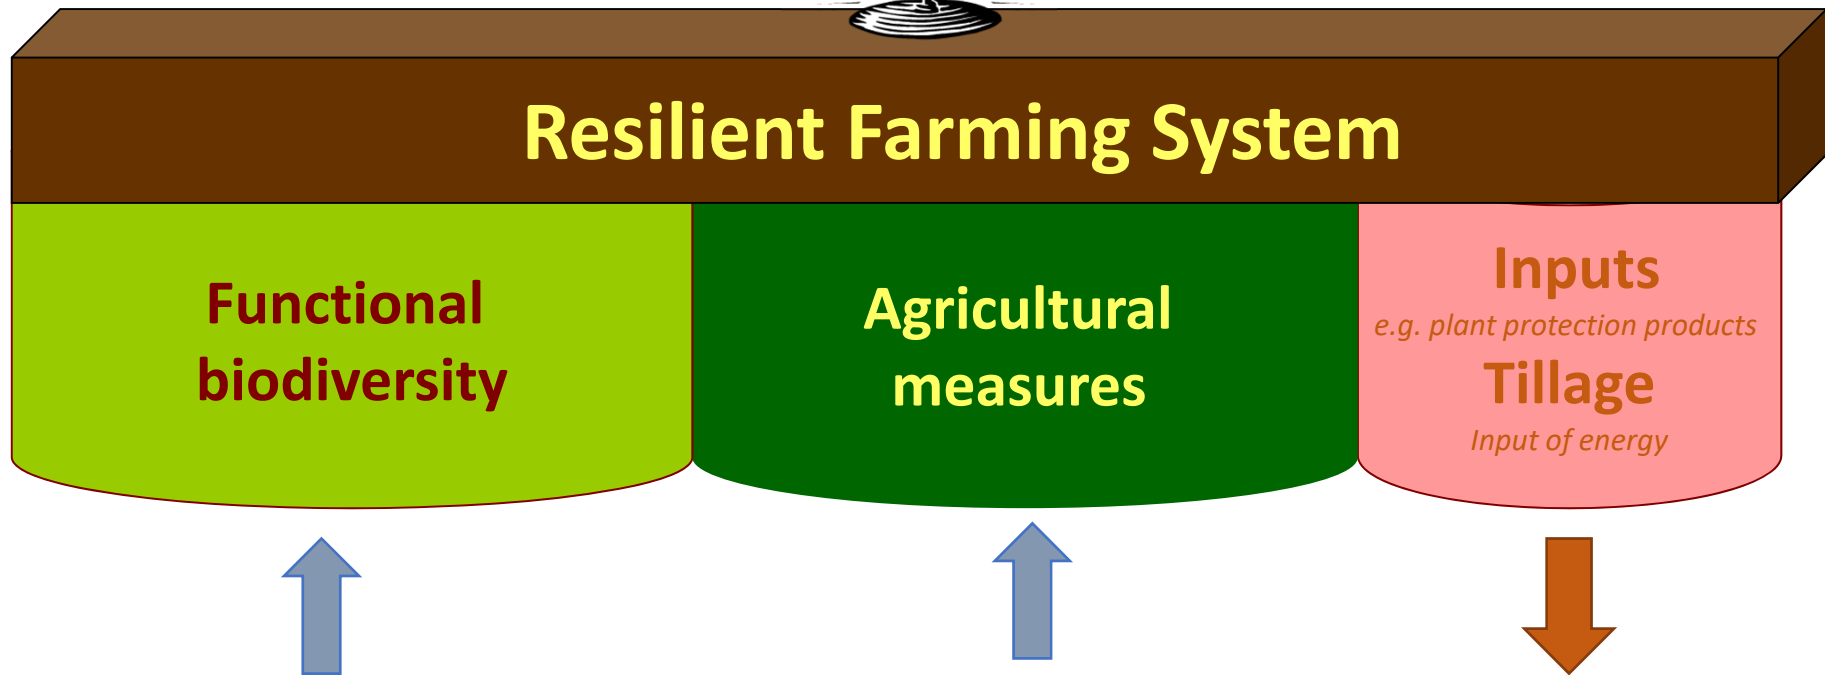 Resilient Farming System
Functional
biodiversity
Agricultural
measures
Inputs
e.g. plant protection products
Tillage
Input of energy